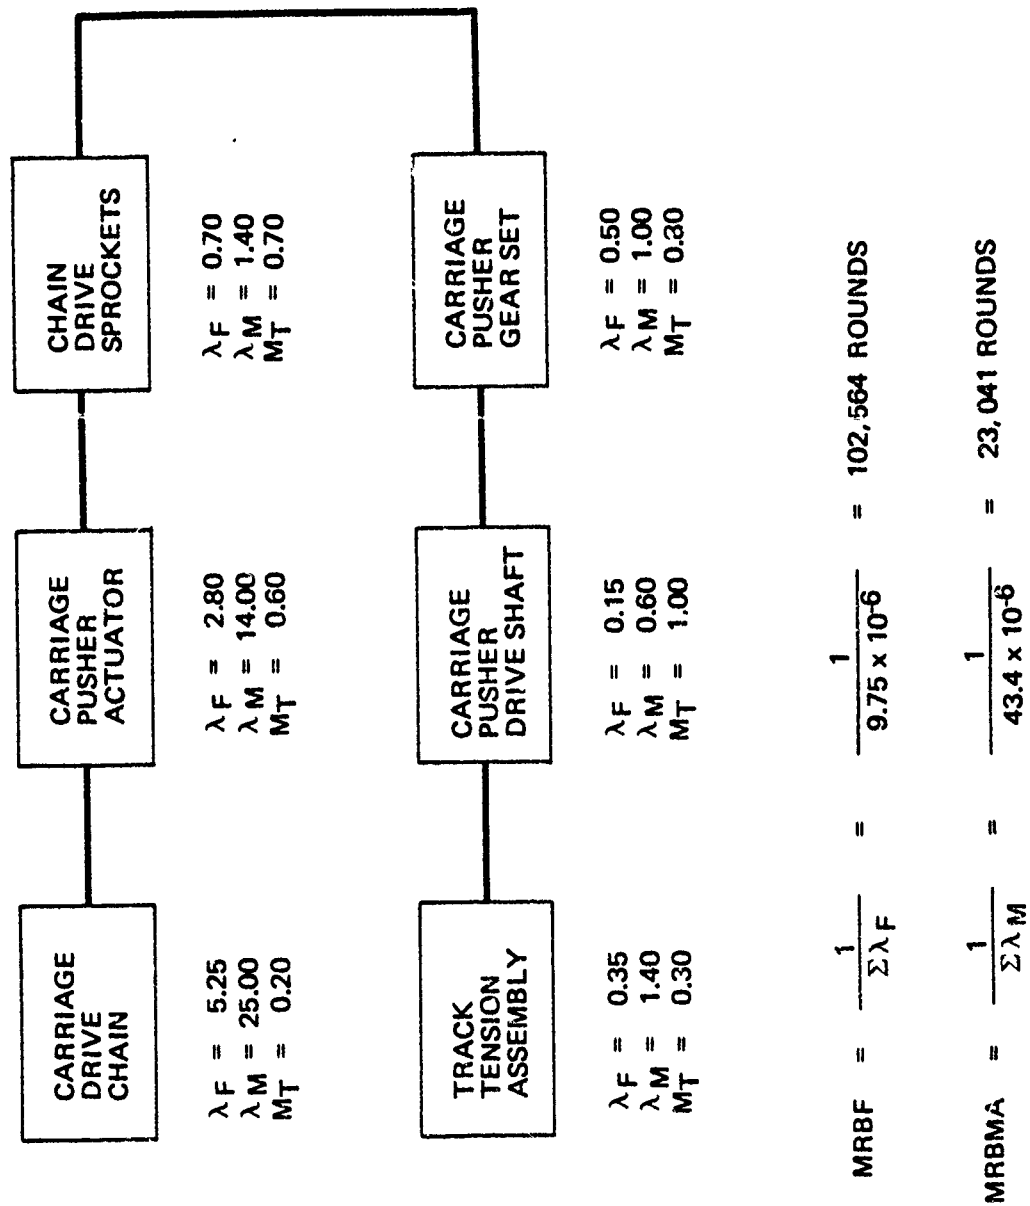 CARRIAGE
DRIVE
CHAIN
λF = 5.25
λM = 25.00
MT = 0.20
CARRIAGE
PUSHER
ACTUATOR
λF = 2.80
λM = 14.00
MT = 0.60
CHAIN
DRIVE
SPROCKETS
λF = 0.70
λM = 1.40
MT = 0.70
TRACK
TENSION
ASSEMBLY
λF = 0.35
λM = 1.40
MT = 0.30
CARRIAGE
PUSHER
DRIVE SHAFT
λF = 0.15
λM = 0.60
MT = 1.00
CARRIAGE
PUSHER
GEAR SET
λF = 0.50
λM = 1.00
MT = 0.30
MRBF = 1/ΣλF = 1/9.75 x 10-6 = 102,564 ROUNDS
MRBMA = 1/ΣλM = 1/43.4 x 10-6 = 23,041 ROUNDS